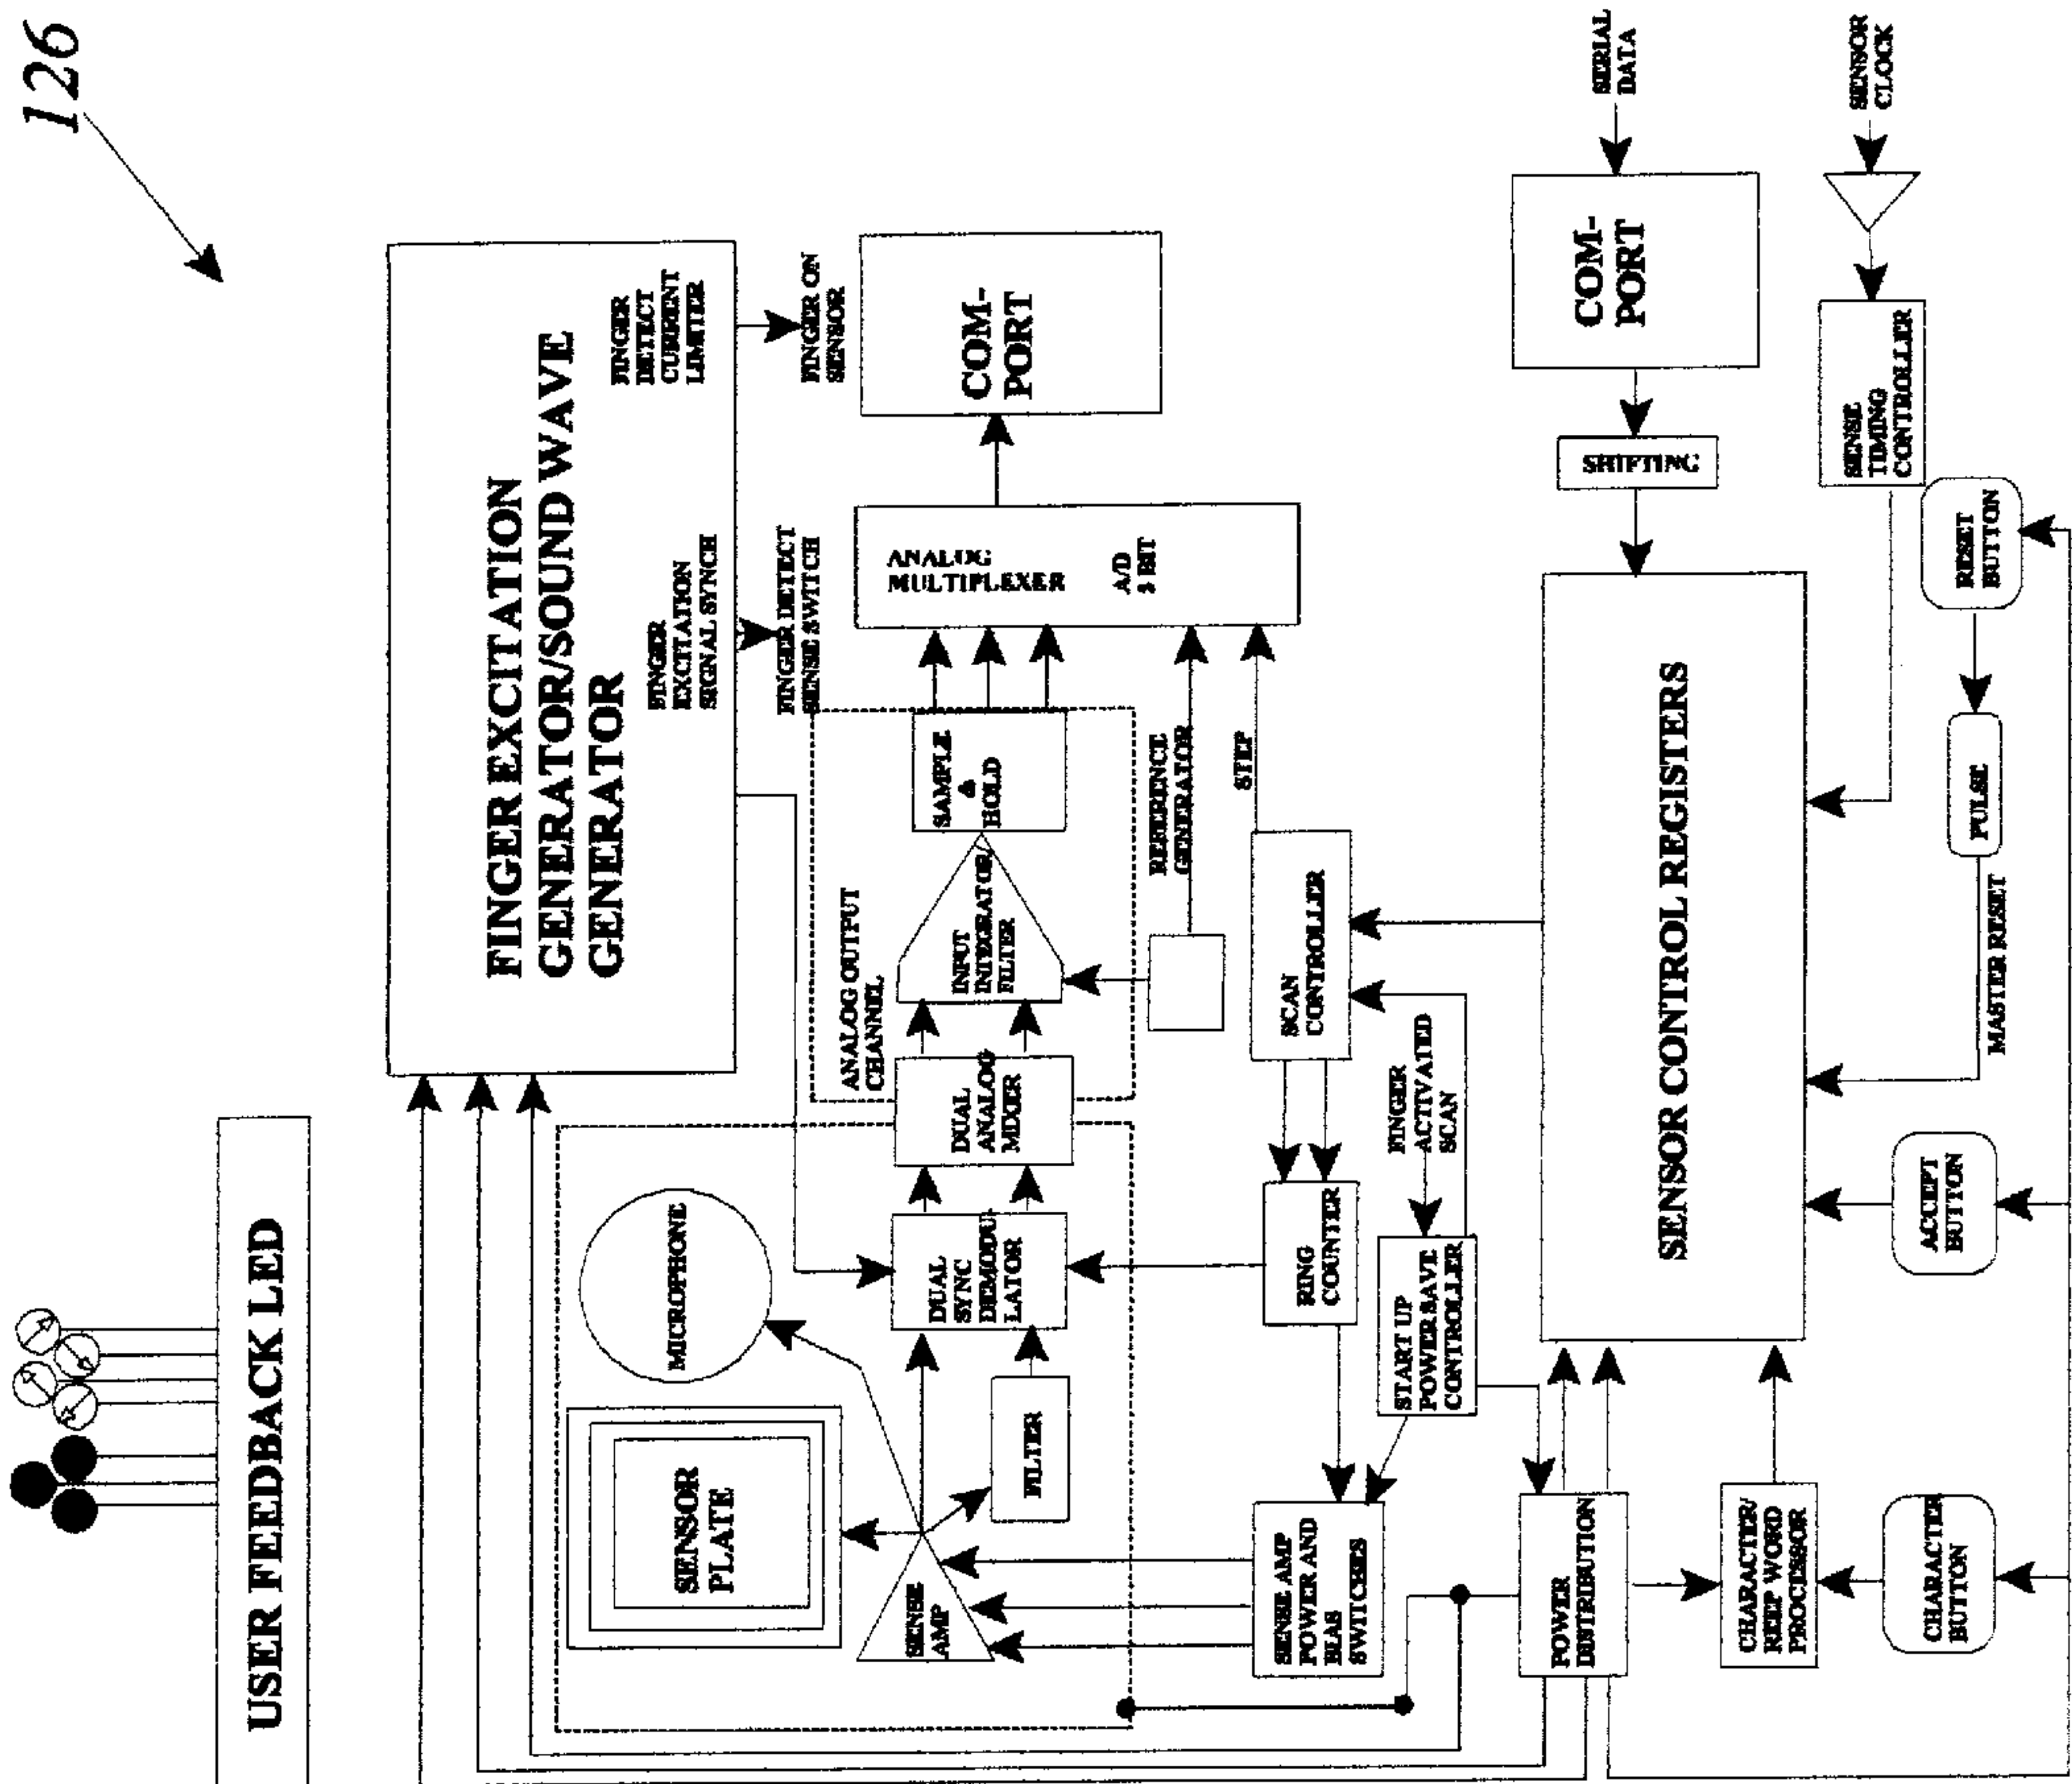 126
USER FEEDBACK LED
FINGER EXCITATION
GENERATOR/SOUND WAVE
GENERATOR
FINGER
EXCITATION
SIGNAL SYNCH
FINGER
DETECT
CURRENT
LIMITER
FINGER DETECT
SENSE SWITCH
FINGER ON
SENSOR
SENSOR
PLATE
MICROPHONE
SENSE
AMP
FILTER
DUAL
SYNC
DEMODU-
LATOR
DUAL
ANALOG
MIXER
ANALOG OUTPUT
CHANNEL
INPUT
INTEGRATOR/
FILTER
SAMPLE
&
HOLD
ANALOG
MULTIPLEXER
A/D
BIT
COM-
PORT
REFERENCE
GENERATOR
STEP
SENSE AMP
POWER AND
BIAS
SWITCHES
RING
COUNTER
SCAN
CONTROLLER
FINGER
ACTIVATED
SCAN
START UP
POWER SAVE
CONTROLLER
POWER
DISTRIBUTION
SENSOR CONTROL REGISTERS
SHIFTING
COM-
PORT
SERIAL
DATA
CHARACTER/
REEP WORD
PROCESSOR
CHARACTER
BUTTON
ACCEPT
BUTTON
MASTER RESET
PULSE
RESET
BUTTON
SENSE
TIMING
CONTROLLER
SENSOR
CLOCK